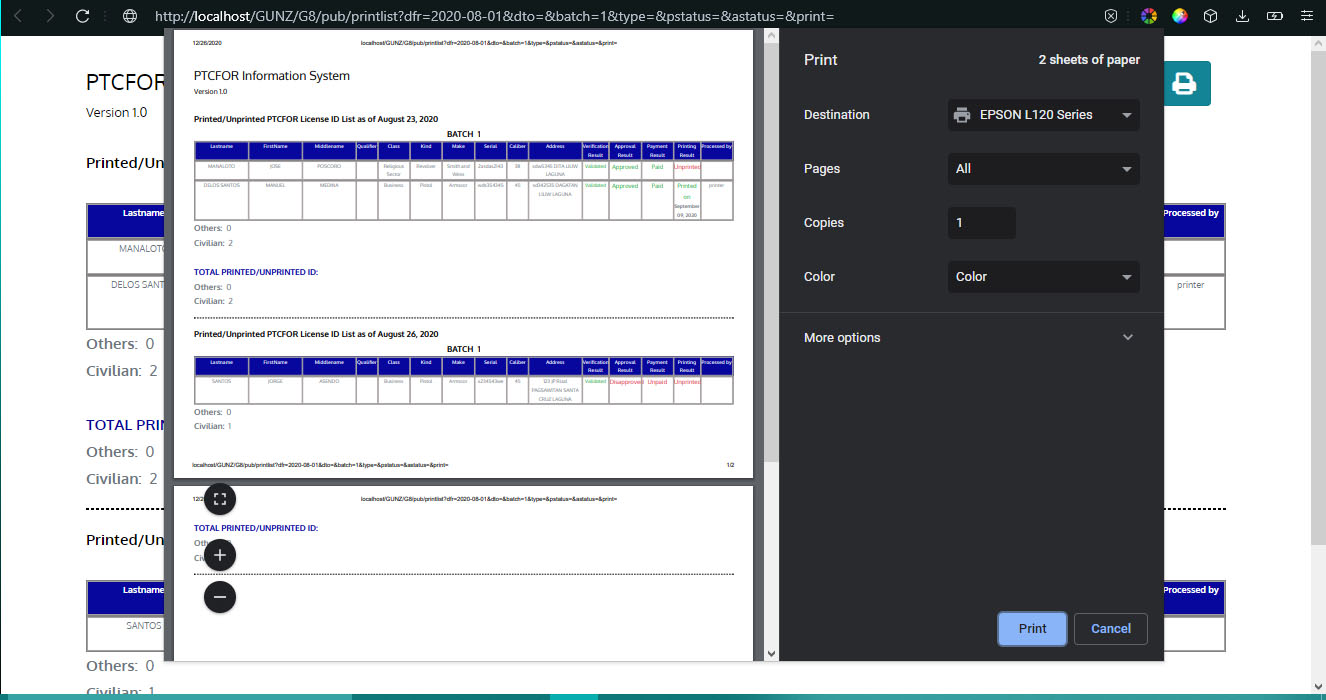 http://localhost/GUNZ/G8/pub/printlist?dfr=2020-08-01&dto=&batch=1&type=&pstatus=&astatus=&print=
PTCFOR
Version 1.0
Printed/Un
Lastname
MANALOTO
DELOS SANT
Others: 0
Civilian: 2
TOTAL PRIN
Others: 0
Civilian: 2
Printed/Un
Lastname
SANTOS
Others: 0
Civilian: 1
12/26/2020 localhost/GUNZ/G8/pub/printlist?dfr=2020-08-01&dto=&batch=1&type=&pstatus=&astatus=&print=
PTCFOR Information System
Version 1.0
Printed/Unprinted PTCFOR License ID List as of August 23, 2020
BATCH 1
Lastname FirstName Middlename Qualifier Class Kind Make Serial Caliber Address Verification Approval Payment Printing Processed by
Result Result Result Result
MANALOTO JOSE POSCORO Religious Revolver Smith and 38 DITA LILIW Validated Approved Paid Unprinted
Sector Wess LAGUNA
DELOS SANTOS MANUEL MEDINA Business Pistol Armscor 45 DAGATAN Validated Approved Paid Printed printer
LILIW LAGUNA on
September
09, 2020
Others: 0
Civilian: 2
TOTAL PRINTED/UNPRINTED ID:
Others: 0
Civilian: 2
Printed/Unprinted PTCFOR License ID List as of August 26, 2020
BATCH 1
Lastname FirstName Middlename Qualifier Class Kind Make Serial Caliber Address Verification Approval Payment Printing Processed by
Result Result Result Result
SANTOS JORGE ASENDO Business Pistol Armscor 45 123 JP Rizal Validated Disapproved Unpaid Unprinted
PAGSAWITAN SANTA
CRUZ LAGUNA
Others: 0
Civilian: 1
localhost/GUNZ/G8/pub/printlist?dfr=2020-08-01&dto=&batch=1&type=&pstatus=&astatus=&print= 1/2
12/2 localhost/GUNZ/G8/pub/printlist?dfr=2020-08-01&dto=&batch=1&type=&pstatus=&astatus=&print=
TOTAL PRINTED/UNPRINTED ID:
Oth
Ci
Print 2 sheets of paper
Destination EPSON L120 Series
Pages All
Copies 1
Color Color
More options
Print Cancel
Processed by
printer
Processed by